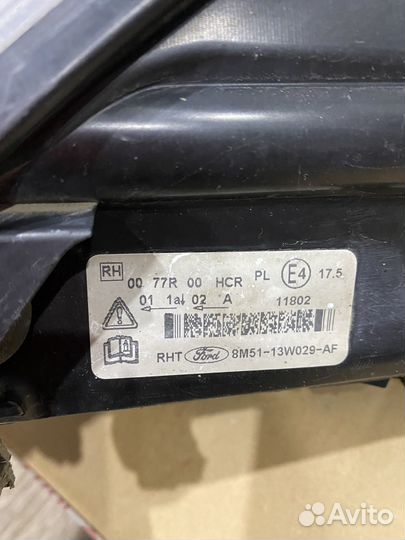 RH 00 77R 00 HCR PL E4 17.5
01 1a 02 A 11802
RHT Ford 8M51-13W029-AF
Avito